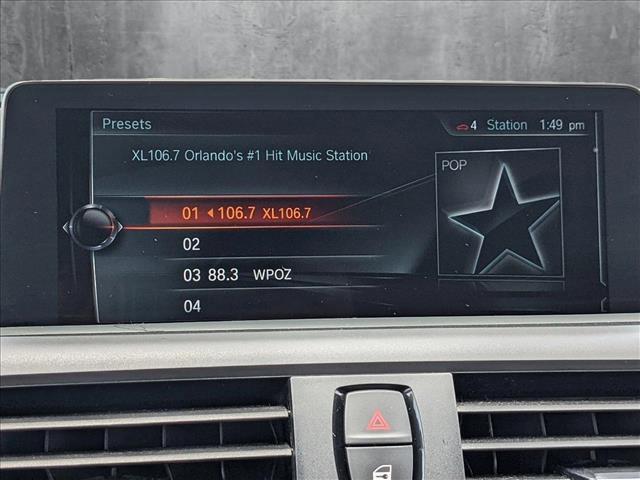 Presets
4 Station 1:49 pm
XL106.7 Orlando's #1 Hit Music Station
POP
01 106.7 XL106.7
02
03 88.3 WPOZ
04